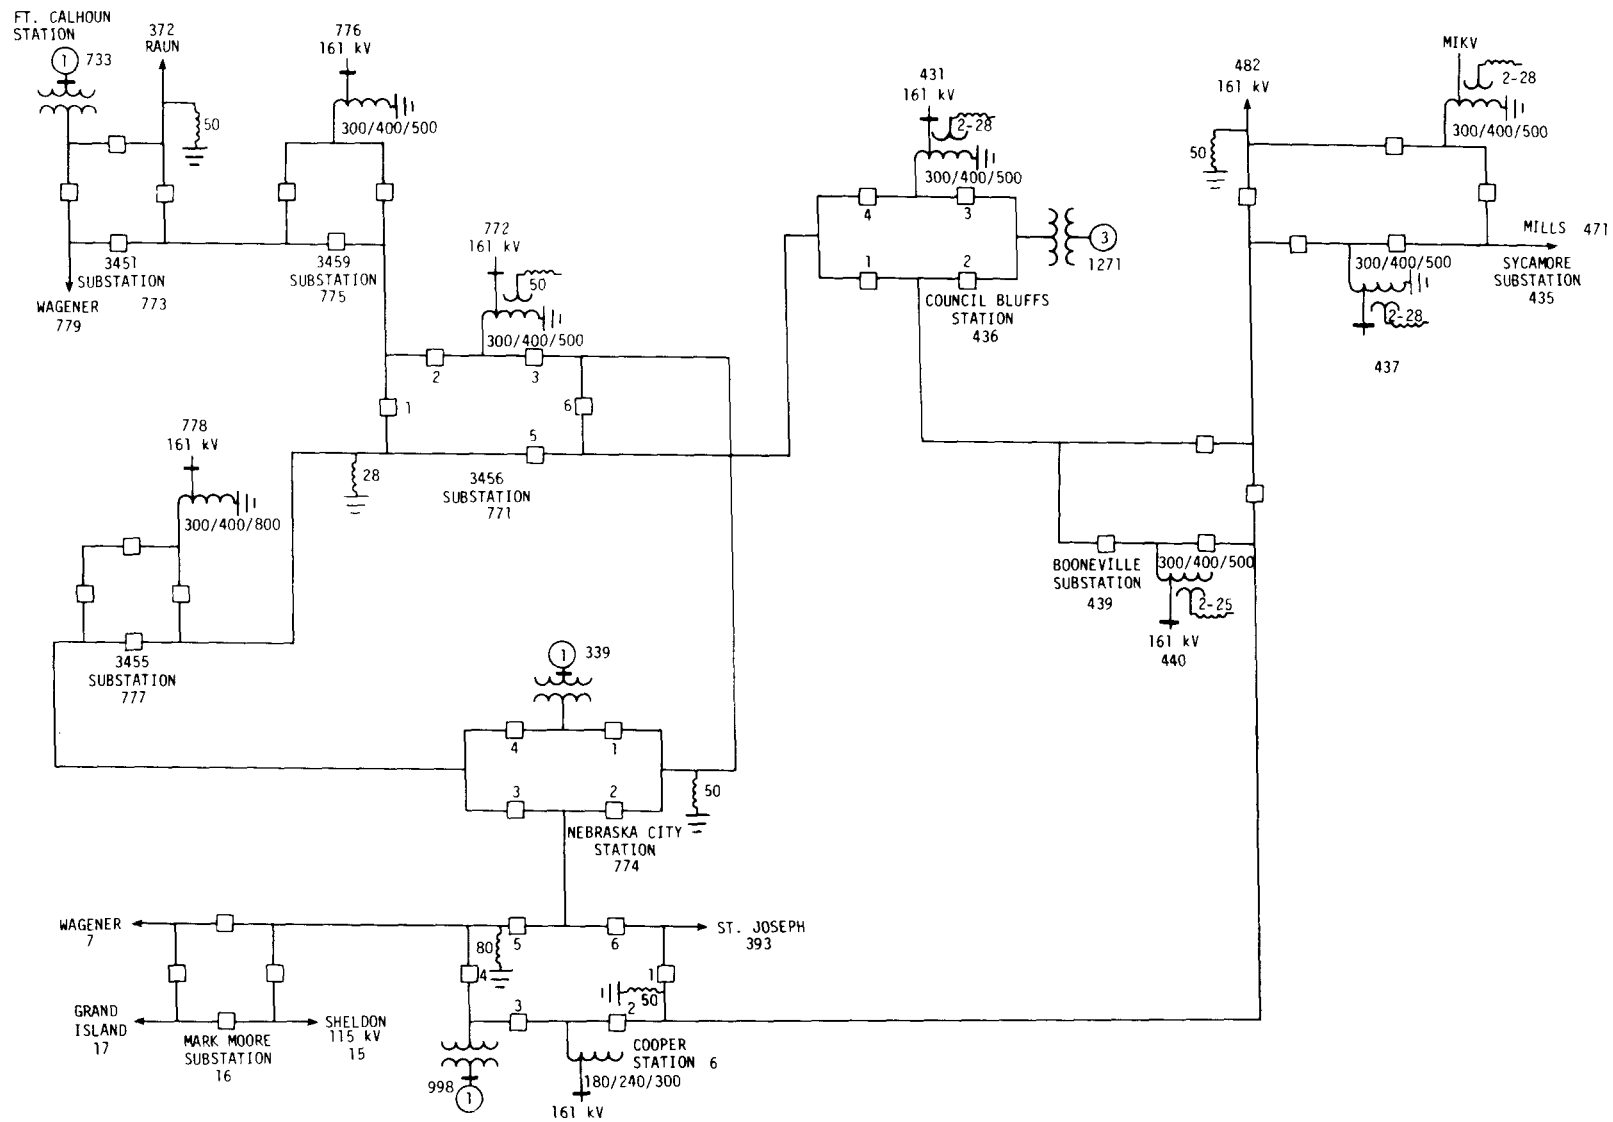 FT. CALHOUN
STATION
1
733
372
RAUN
50
776
161 kV
300/400/500
3451
SUBSTATION
773
WAGENER
779
3459
SUBSTATION
775
772
161 kV
50
300/400/500
2
3
1
6
5
28
3456
SUBSTATION
771
778
161 kV
300/400/800
3455
SUBSTATION
777
431
161 kV
2-28
300/400/500
4
3
1
2
3
1271
COUNCIL BLUFFS
STATION
436
482
161 kV
50
MIKV
2-28
300/400/500
MILLS 471
300/400/500
SYCAMORE
SUBSTATION
435
2-28
437
BOONEVILLE
SUBSTATION
439
300/400/500
2-25
161 kV
440
1
339
4
1
3
2
50
NEBRASKA CITY
STATION
774
WAGENER
7
80
5
6
ST. JOSEPH
393
4
1
50
3
2
GRAND
ISLAND
17
SHELDON
115 kV
15
MARK MOORE
SUBSTATION
16
COOPER
STATION 6
998
1
180/240/300
161 kV